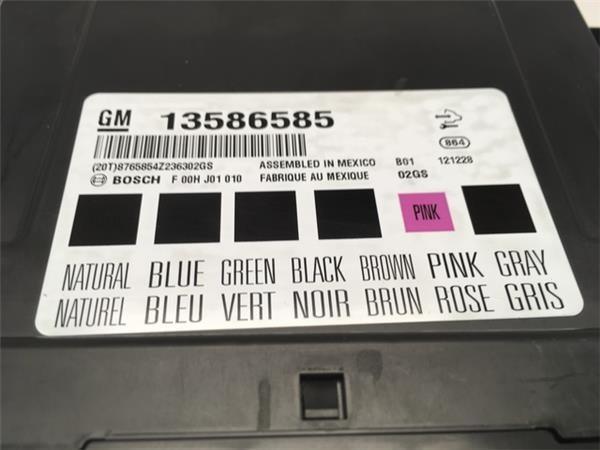 GM 13586585
864
(20T)8765854Z236302GS ASSEMBLED IN MEXICO B01 121228
BOSCH F 00H J01 010 FABRIQUE AU MEXIQUE 02GS
PINK
NATURAL BLUE GREEN BLACK BROWN PINK GRAY
NATUREL BLEU VERT NOIR BRUN ROSE GRIS